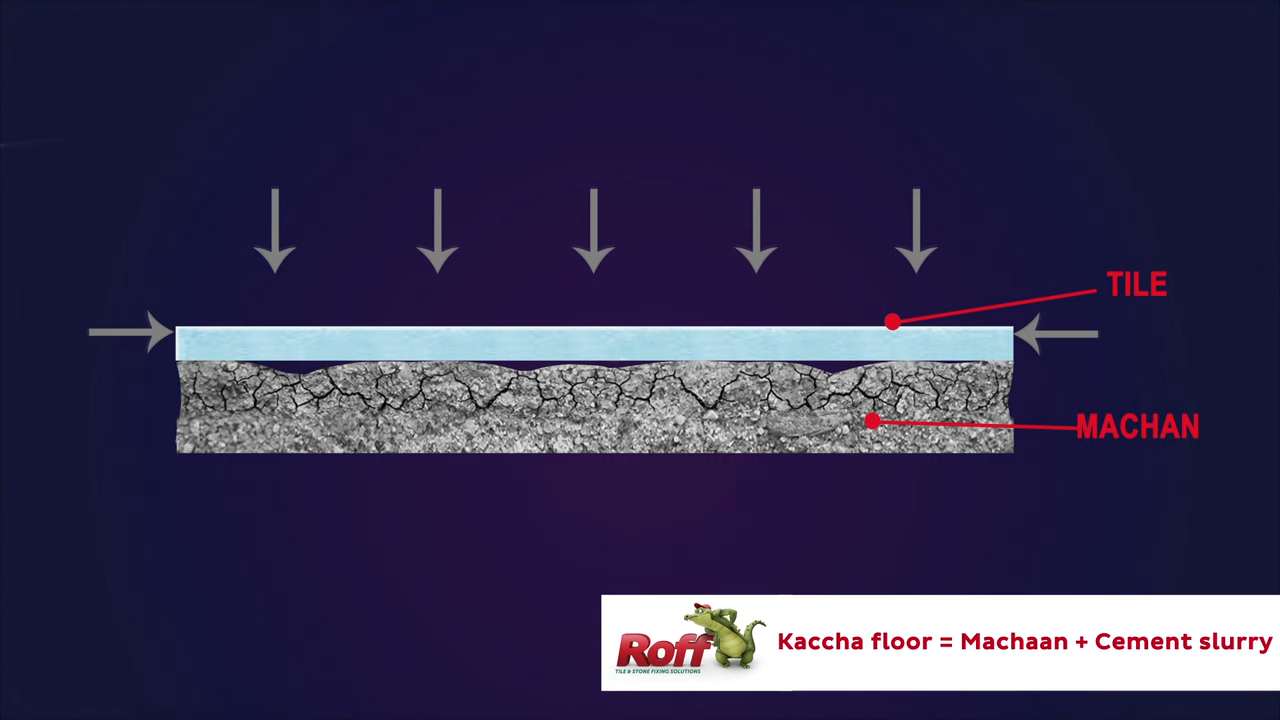 TILE
MACHAN
Roff
TILE & STONE FIXING SOLUTIONS
Kaccha floor = Machaan + Cement slurry